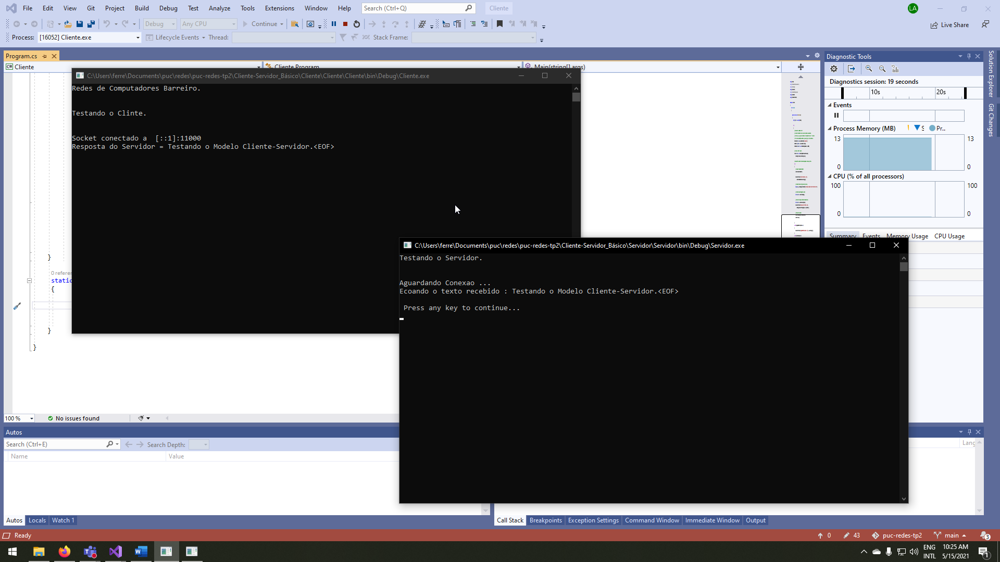 File Edit View Git Project Build Debug Test Analyze Tools Extensions Window Help Search (Ctrl+Q) Cliente LA
Debug Any CPU Continue Live Share
Process: [16052] Cliente.exe Lifecycle Events Thread: Stack Frame:
Program.cs
C# Cliente Cliente.Program Main(string[] args)
C:\Users\ferre\Documents\puc\redes\puc-redes-tp2\Cliente-Servidor_Básico\Cliente\Cliente\Cliente\bin\Debug\Cliente.exe
Redes de Computadores Barreiro.
Testando o Clinte.
Socket conectado a  [::1]:11000
Resposta do Servidor = Testando o Modelo Cliente-Servidor.<EOF>
}
0 refere
static
{
}
}
C:\Users\ferre\Documents\puc\redes\puc-redes-tp2\Cliente-Servidor_Básico\Servidor\Servidor\bin\Debug\Servidor.exe
Testando o Servidor.
Aguardando Conexao ...
Ecoando o texto recebido : Testando o Modelo Cliente-Servidor.<EOF>
Press any key to continue...
Diagnostic Tools
Diagnostics session: 19 seconds
10s 20s
Events
Process Memory (MB) S Pr...
13 13
0 0
CPU (% of all processors)
100 100
0 0
Summary Events Memory Usage CPU Usage
Solution Explorer
Git Changes
100 % No issues found
Autos
Search (Ctrl+E) Search Depth:
Name Value
Lang
Autos Locals Watch 1
Call Stack Breakpoints Exception Settings Command Window Immediate Window Output
Ready 0 43 puc-redes-tp2 main 3
ENG
INTL
10:25 AM
5/15/2021
1